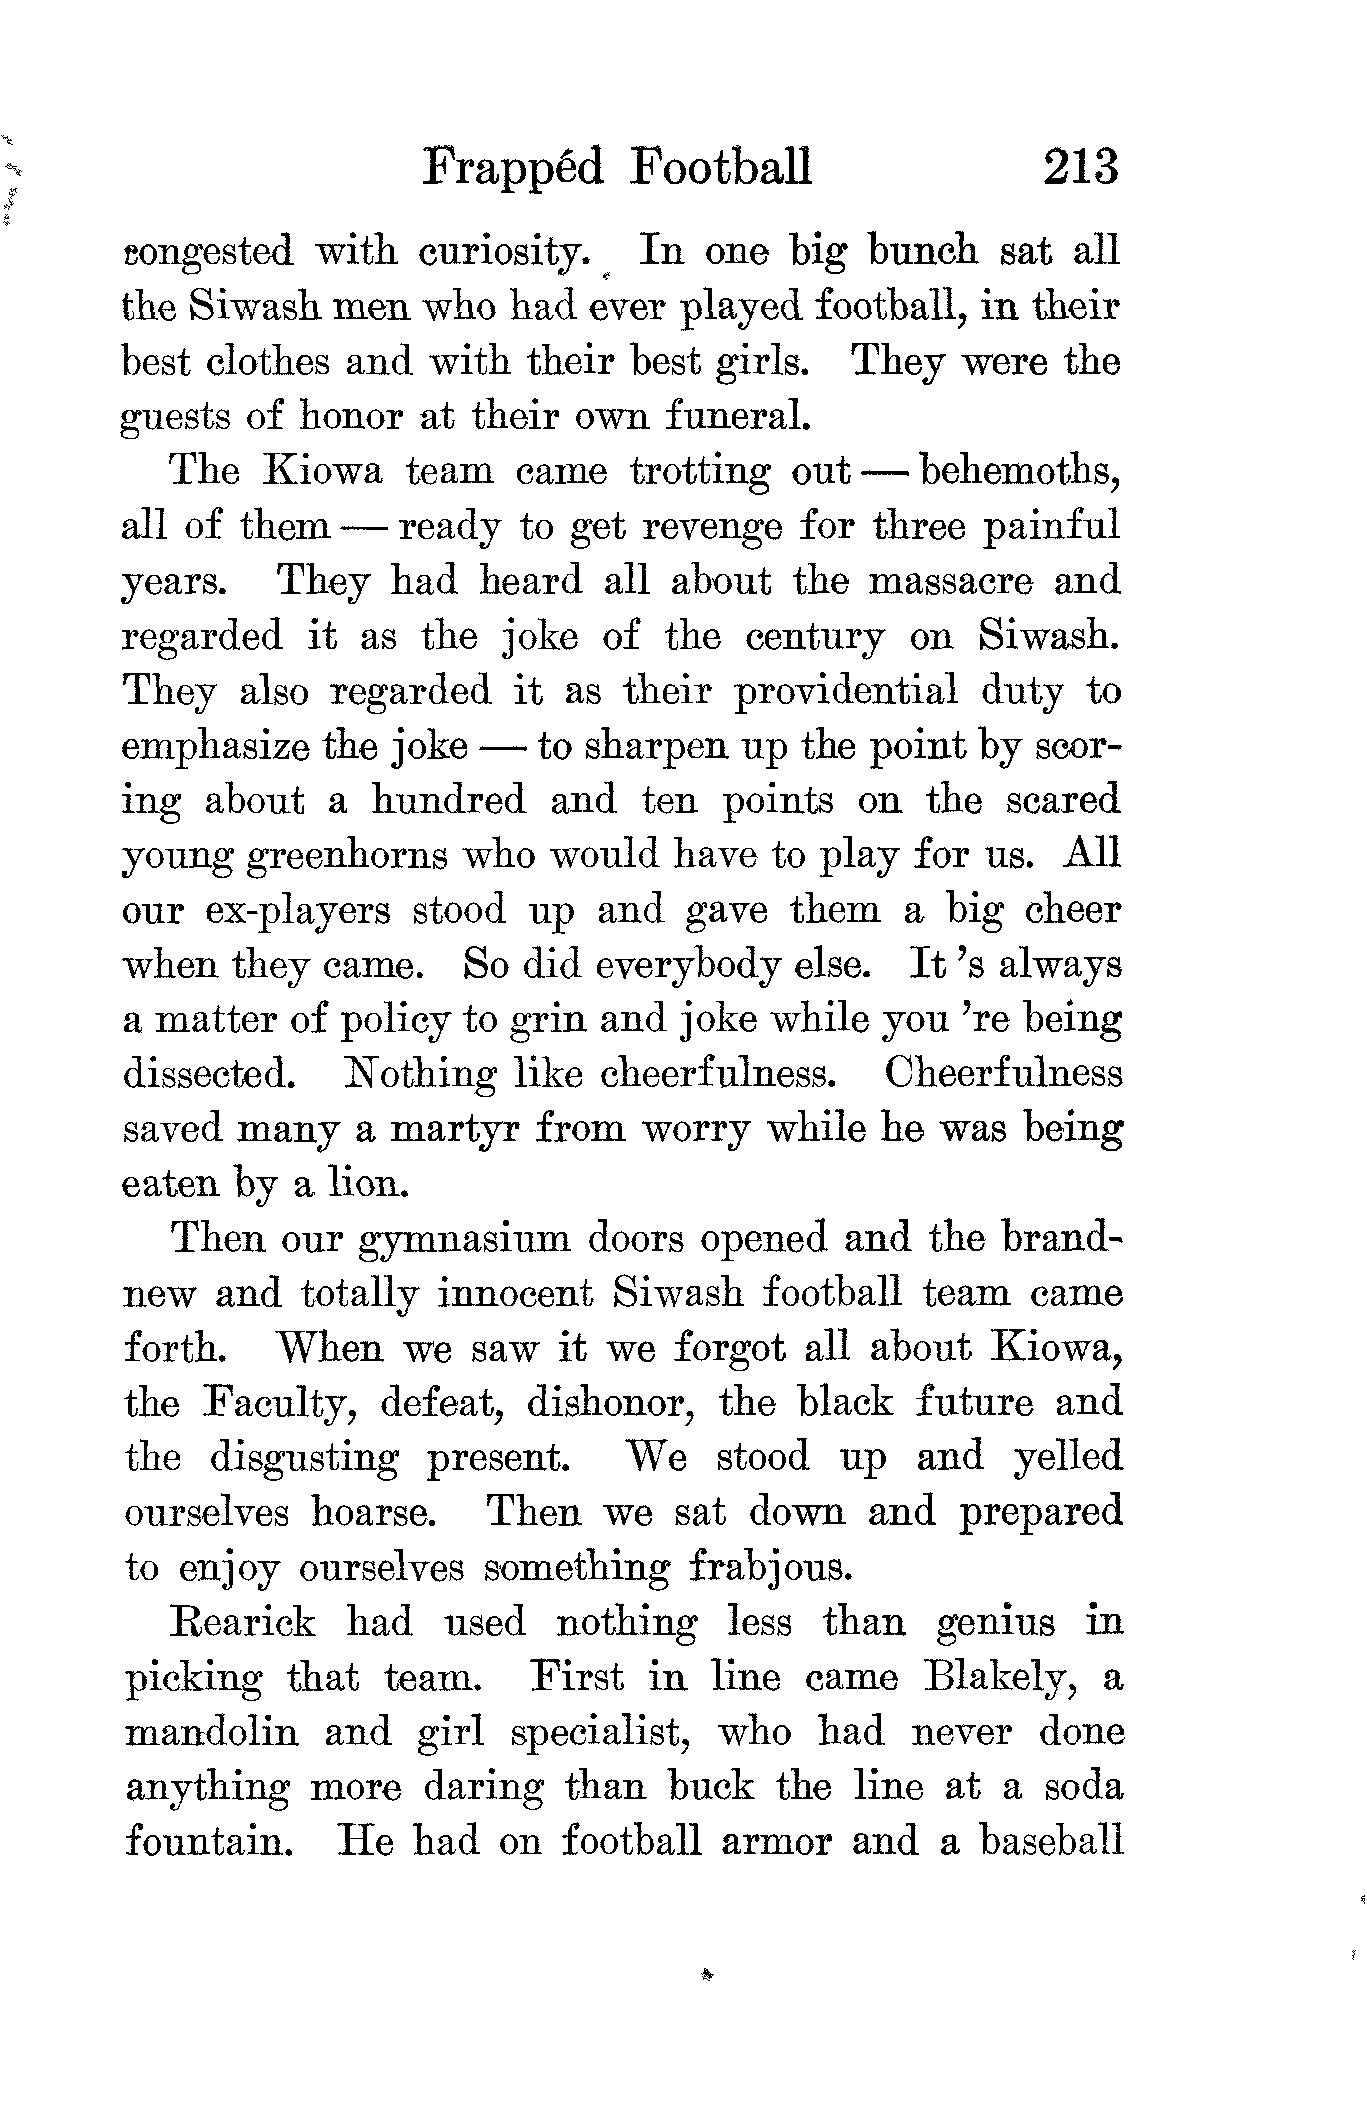 Frappéd Football 213
congested with curiosity. In one big bunch sat all
the Siwash men who had ever played football, in their
best clothes and with their best girls. They were the
guests of honor at their own funeral.
The Kiowa team came trotting out — behemoths,
all of them — ready to get revenge for three painful
years. They had heard all about the massacre and
regarded it as the joke of the century on Siwash.
They also regarded it as their providential duty to
emphasize the joke — to sharpen up the point by scor-
ing about a hundred and ten points on the scared
young greenhorns who would have to play for us. All
our ex-players stood up and gave them a big cheer
when they came. So did everybody else. It 's always
a matter of policy to grin and joke while you 're being
dissected. Nothing like cheerfulness. Cheerfulness
saved many a martyr from worry while he was being
eaten by a lion.
Then our gymnasium doors opened and the brand-
new and totally innocent Siwash football team came
forth. When we saw it we forgot all about Kiowa,
the Faculty, defeat, dishonor, the black future and
the disgusting present. We stood up and yelled
ourselves hoarse. Then we sat down and prepared
to enjoy ourselves something frabjous.
Rearick had used nothing less than genius in
picking that team. First in line came Blakely, a
mandolin and girl specialist, who had never done
anything more daring than buck the line at a soda
fountain. He had on football armor and a baseball